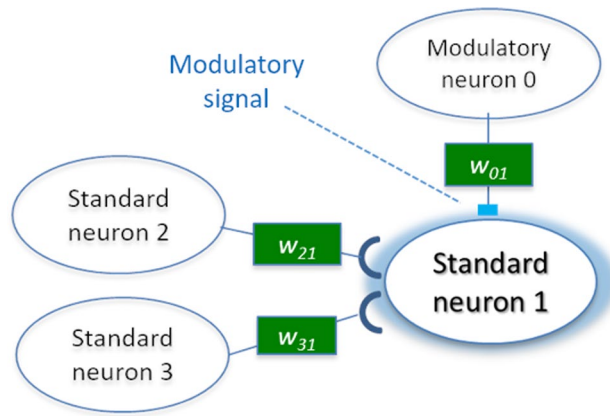 Modulatory
neuron 0
Modulatory
signal
w01
Standard
neuron 2
w21
Standard
neuron 1
Standard
neuron 3
w31